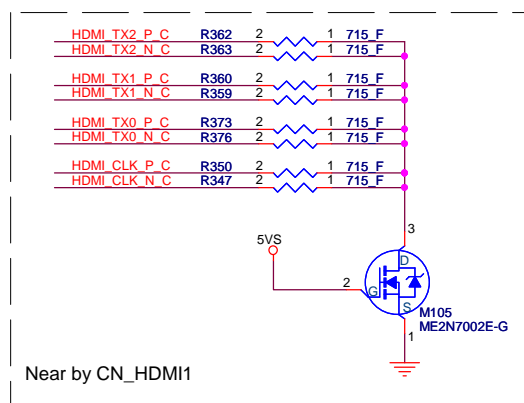 HDMI_TX2_P_C R362 2 1 715_F
HDMI_TX2_N_C R363 2 1 715_F
HDMI_TX1_P_C R360 2 1 715_F
HDMI_TX1_N_C R359 2 1 715_F
HDMI_TX0_P_C R373 2 1 715_F
HDMI_TX0_N_C R376 2 1 715_F
HDMI_CLK_P_C R350 2 1 715_F
HDMI_CLK_N_C R347 2 1 715_F
3
5VS
D
2
G
S
M105
ME2N7002E-G
1
Near by CN_HDMI1